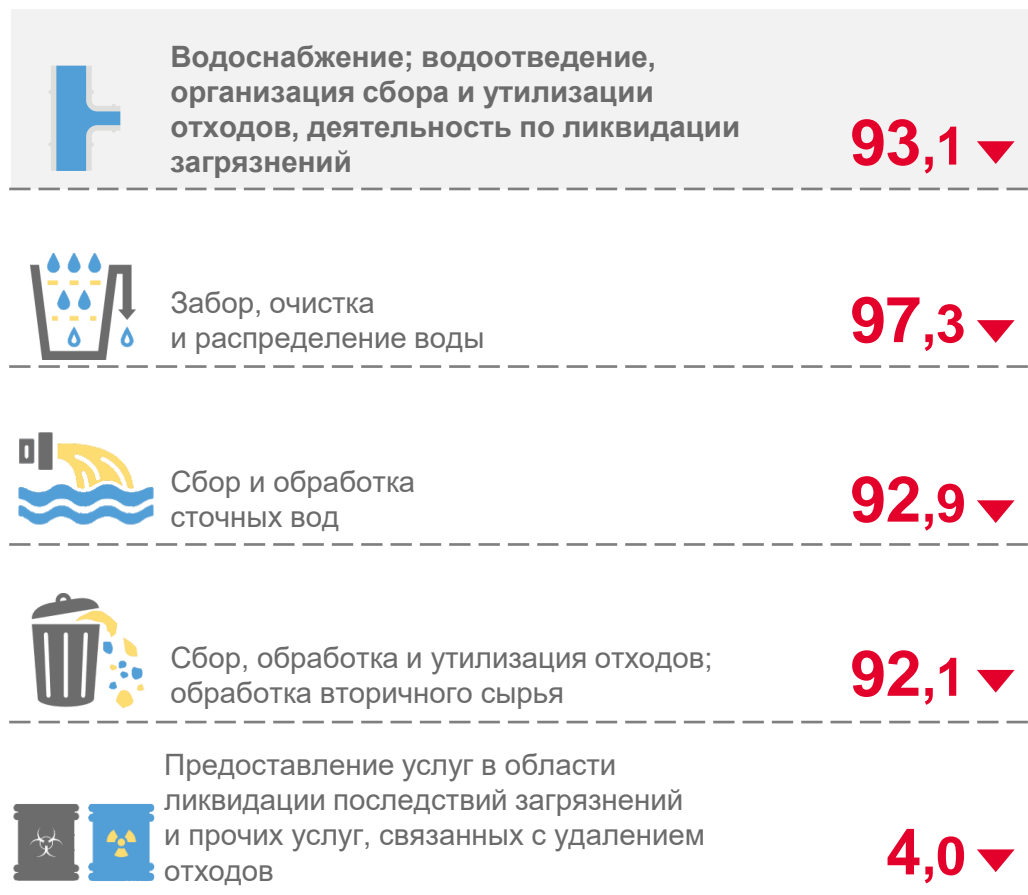 Водоснабжение; водоотведение,
организация сбора и утилизации
отходов, деятельность по ликвидации
загрязнений
93,1
Забор, очистка
и распределение воды
97,3
Сбор и обработка
сточных вод
92,9
Сбор, обработка и утилизация отходов;
обработка вторичного сырья
92,1
Предоставление услуг в области
ликвидации последствий загрязнений
и прочих услуг, связанных с удалением
отходов
4,0